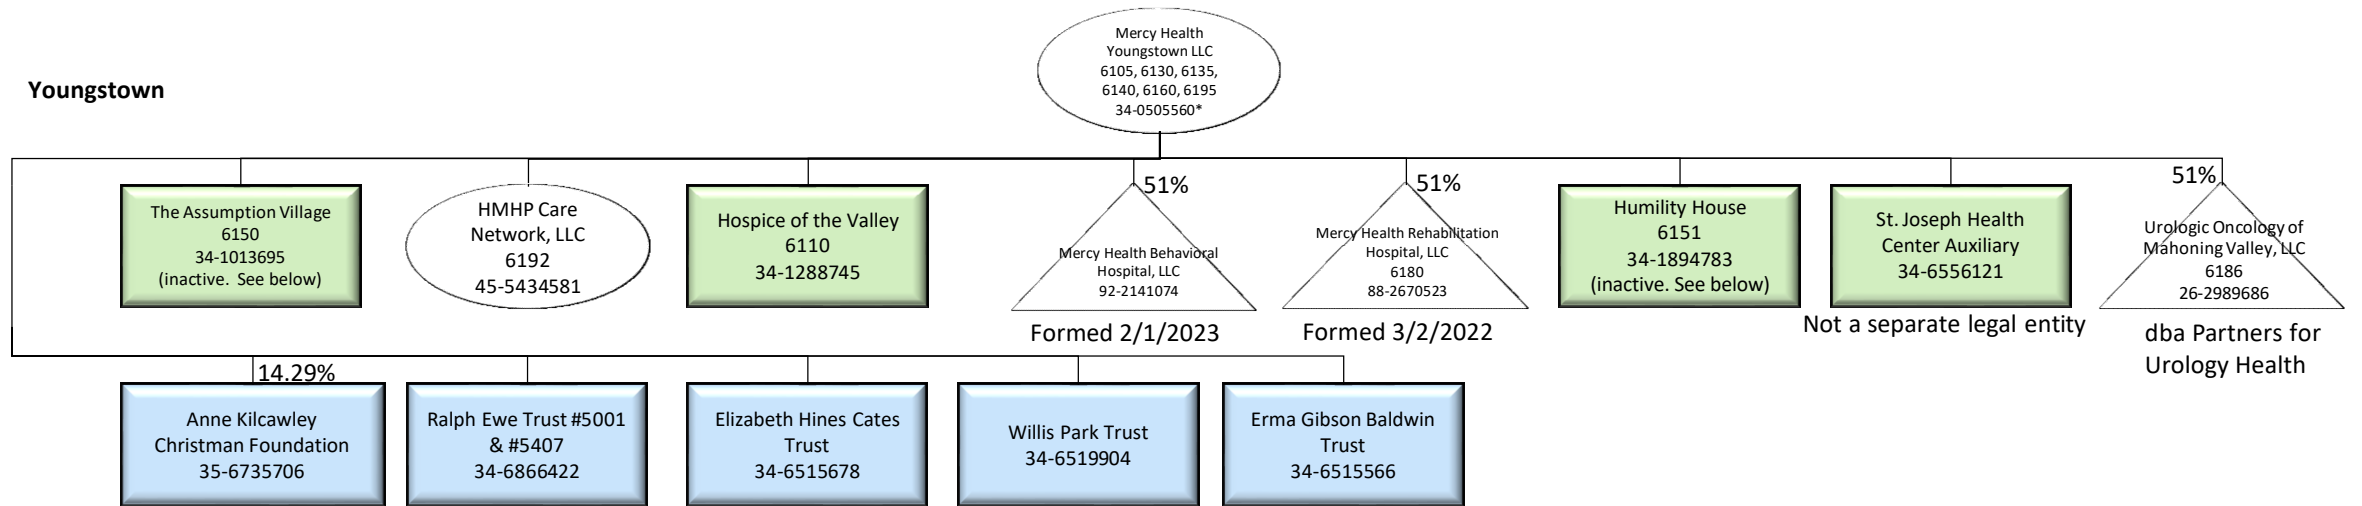 Youngstown
Mercy Health
Youngstown LLC
6105, 6130, 6135,
6140, 6160, 6195
34-0505560*
The Assumption Village
6150
34-1013695
(inactive.  See below)
HMHP Care
Network, LLC
6192
45-5434581
Hospice of the Valley
6110
34-1288745
51%
Mercy Health Behavioral
Hospital, LLC
92-2141074
Formed 2/1/2023
51%
Mercy Health Rehabilitation
Hospital, LLC
6180
88-2670523
Formed 3/2/2022
Humility House
6151
34-1894783
(inactive. See below)
St. Joseph Health
Center Auxiliary
34-6556121
Not a separate legal entity
51%
Urologic Oncology of
Mahoning Valley, LLC
6186
26-2989686
dba Partners for
Urology Health
14.29%
Anne Kilcawley
Christman Foundation
35-6735706
Ralph Ewe Trust #5001
& #5407
34-6866422
Elizabeth Hines Cates
Trust
34-6515678
Willis Park Trust
34-6519904
Erma Gibson Baldwin
Trust
34-6515566